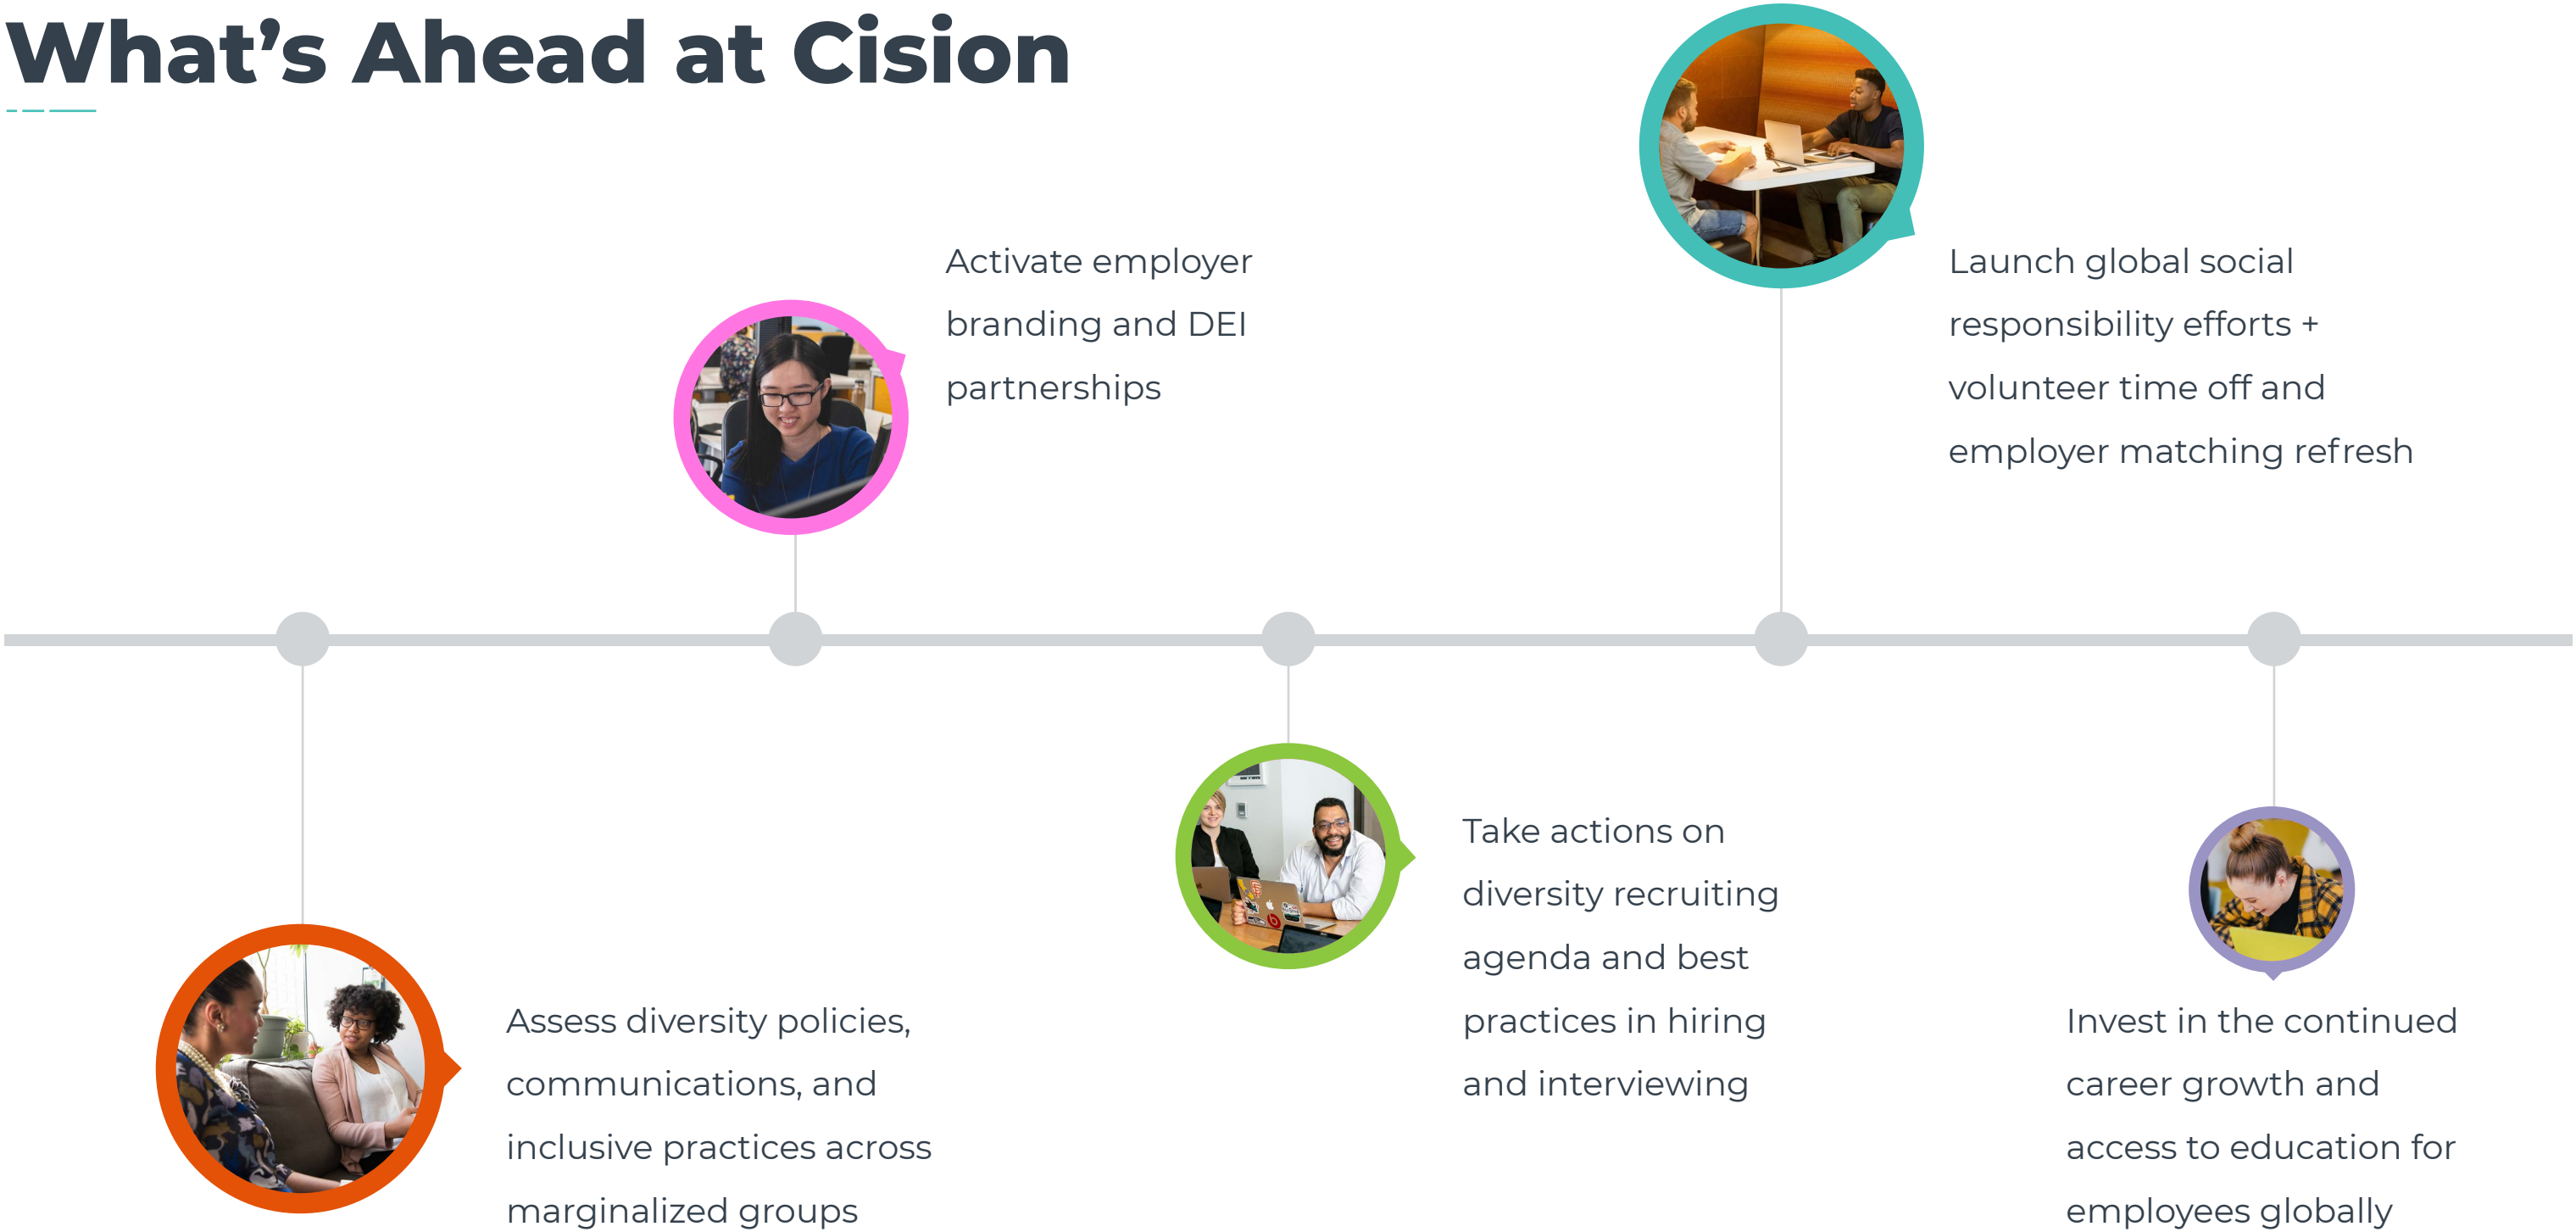 What’s Ahead at Cision
Activate employer
branding and DEI
partnerships
Launch global social
responsibility efforts +
volunteer time off and
employer matching refresh
Assess diversity policies,
communications, and
inclusive practices across
marginalized groups
Take actions on
diversity recruiting
agenda and best
practices in hiring
and interviewing
Invest in the continued
career growth and
access to education for
employees globally